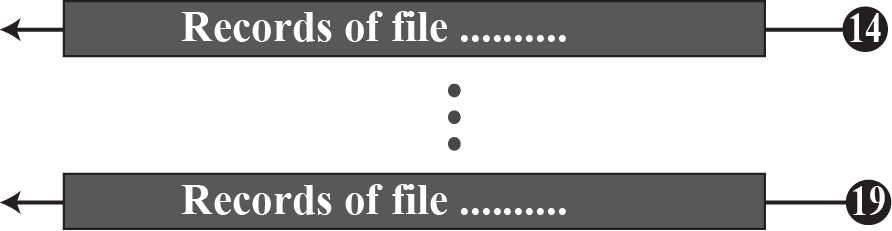 Records of file .......... 14
Records of file .......... 19